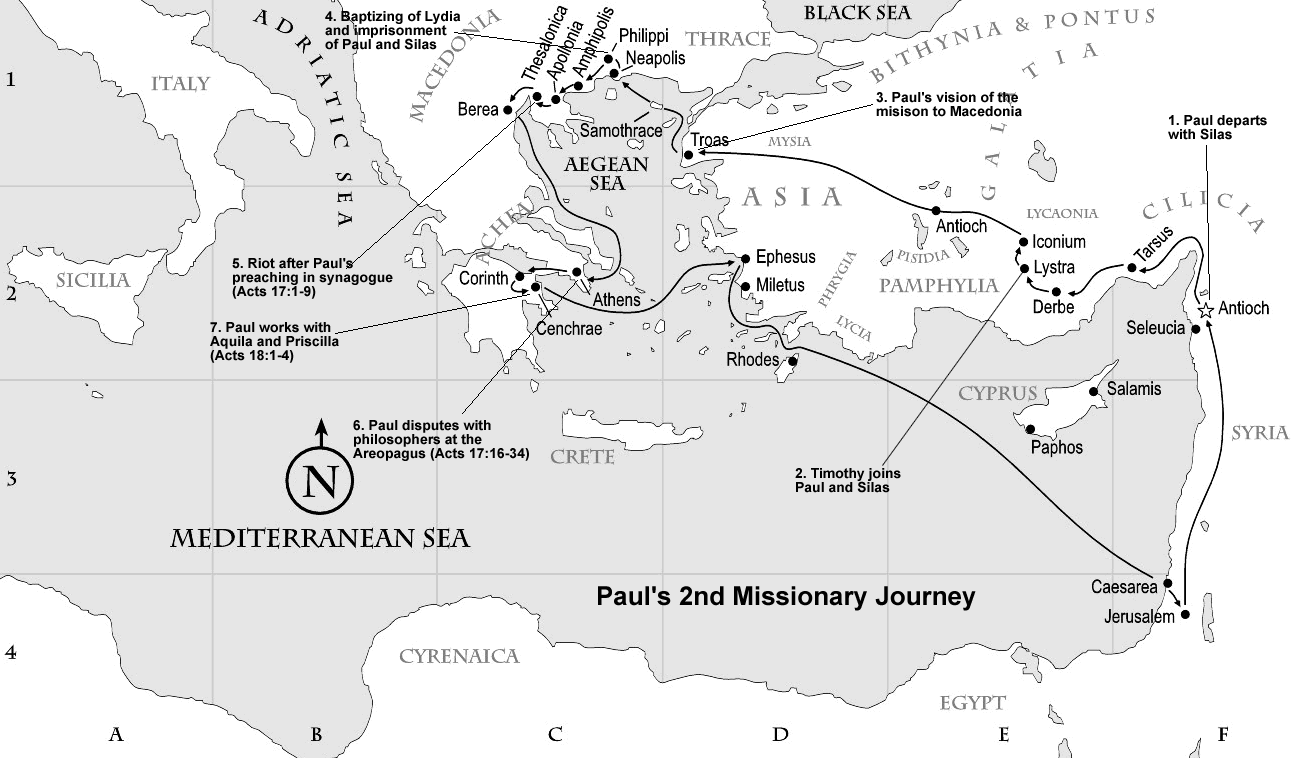 BLACK SEA
ADRIATIC SEA
4. Baptizing of Lydia
and imprisonment
of Paul and Silas
MACEDONIA
Thesalonica
Apollonia
Amphipolis
Philippi
Neapolis
THRACE
BITHYNIA & PONTUS
GALATIA
1
ITALY
Berea
Samothrace
3. Paul's vision of the
misison to Macedonia
1. Paul departs
with Silas
Troas
MYSIA
AEGEAN
SEA
ASIA
LYCAONIA
CILICIA
Antioch
ACHEA
Iconium
Tarsus
PISIDIA
Ephesus
Lystra
5. Riot after Paul's
preaching in synagogue
(Acts 17:1-9)
SICILIA
Corinth
2
Miletus
PHRYGIA
PAMPHYLIA
Athens
Derbe
Antioch
7. Paul works with
Aquila and Priscilla
(Acts 18:1-4)
Cenchrae
LYCIA
Seleucia
Rhodes
CYPRUS
Salamis
6. Paul disputes with
philosophers at the
Areopagus (Acts 17:16-34)
SYRIA
Paphos
CRETE
3
N
2. Timothy joins
Paul and Silas
MEDITERRANEAN SEA
Caesarea
Paul's 2nd Missionary Journey
Jerusalem
4
CYRENAICA
EGYPT
A
B
C
D
E
F